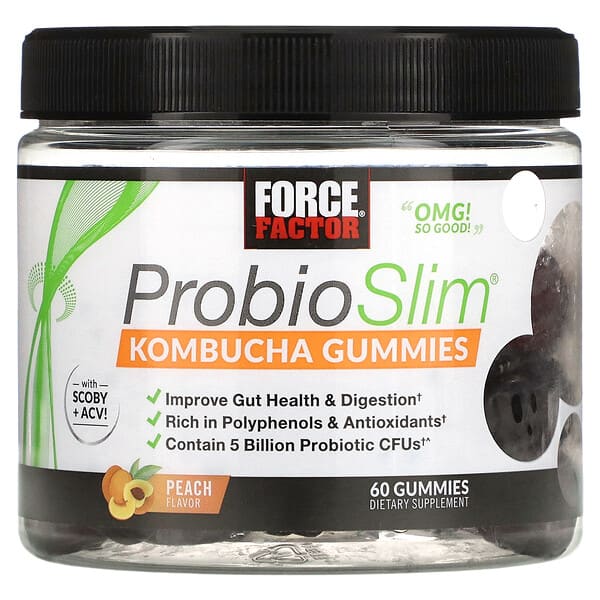 FORCE
FACTOR®
“OMG!
SO GOOD!”
ProbioSlim®
KOMBUCHA GUMMIES
with
SCOBY
+ ACV!
Improve Gut Health & Digestion†
Rich in Polyphenols & Antioxidants†
Contain 5 Billion Probiotic CFUs†^
PEACH
FLAVOR
60 GUMMIES
DIETARY SUPPLEMENT